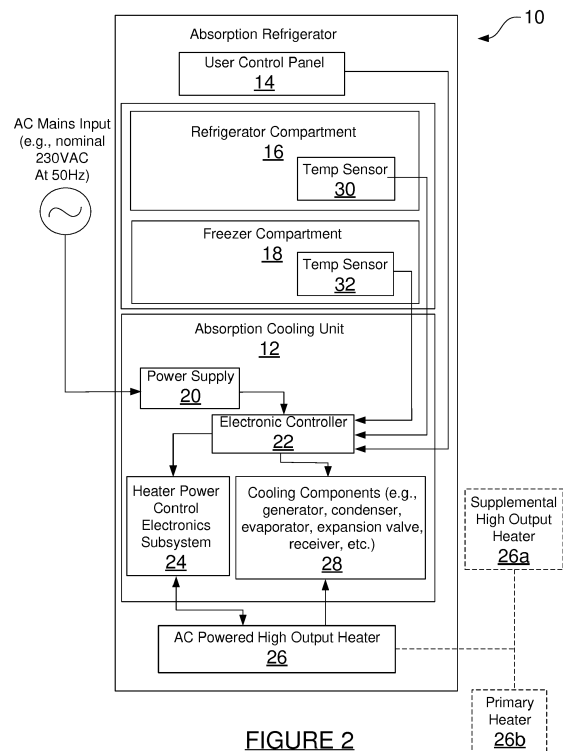 10
Absorption Refrigerator
User Control Panel
14
AC Mains Input
(e.g., nominal
230VAC
At 50Hz)
Refrigerator Compartment
16
Temp Sensor
30
Freezer Compartment
18
Temp Sensor
32
Absorption Cooling Unit
12
Power Supply
20
Electronic Controller
22
Heater Power
Control
Electronics
Subsystem
24
Cooling Components (e.g.,
generator, condenser,
evaporator, expansion valve,
receiver, etc.)
28
Supplemental
High Output
Heater
26a
AC Powered High Output Heater
26
Primary
Heater
26b
FIGURE 2